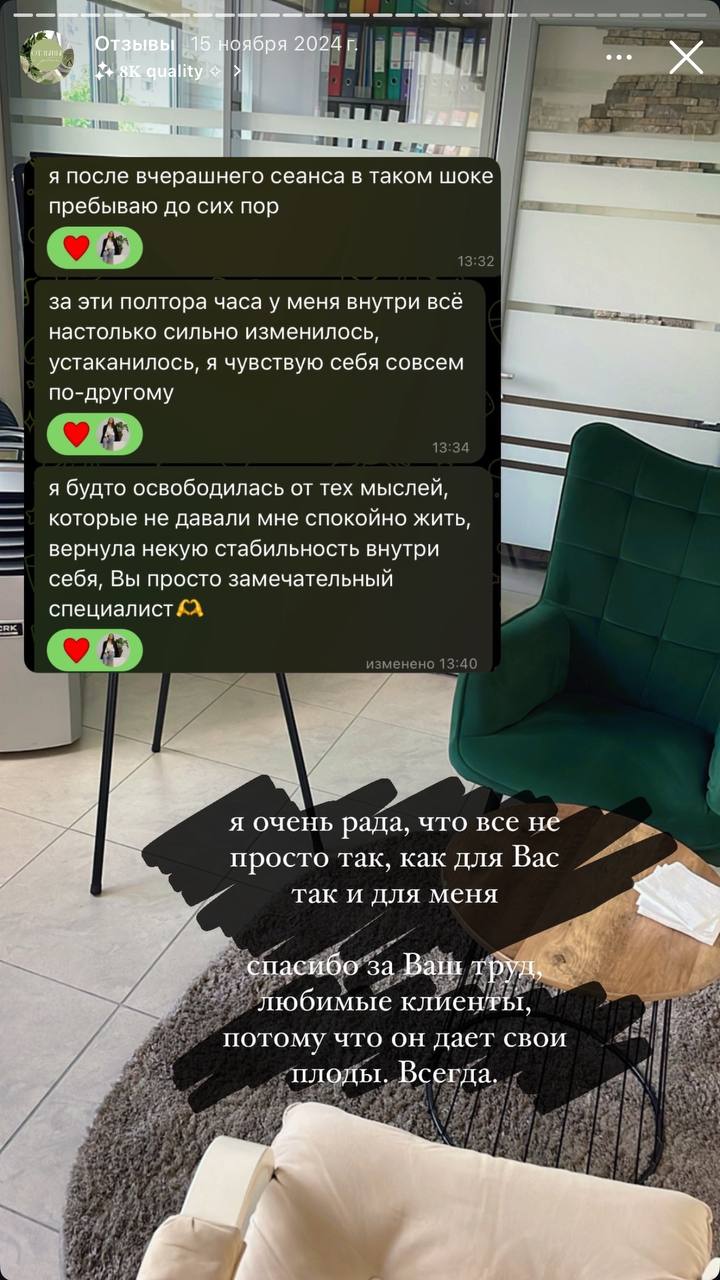 Отзывы 15 ноября 2024 г.
8K quality
я после вчерашнего сеанса в таком шоке
пребываю до сих пор
13:32
за эти полтора часа у меня внутри всё
настолько сильно изменилось,
устаканилось, я чувствую себя совсем
по-другому
13:34
я будто освободилась от тех мыслей,
которые не давали мне спокойно жить,
вернула некую стабильность внутри
себя, Вы просто замечательный
специалист🫶
изменено 13:40
я очень рада, что все не
просто так, как для Вас
так и для меня
спасибо за Ваш труд,
любимые клиенты,
потому что он дает свои
плоды. Всегда.